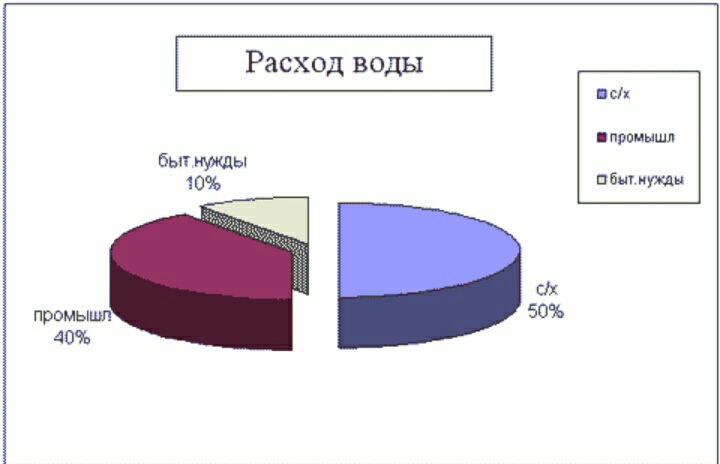 Расход воды
с/х
промышл
быт.нужды
быт.нужды
10%
с/х
50%
промышл
40%